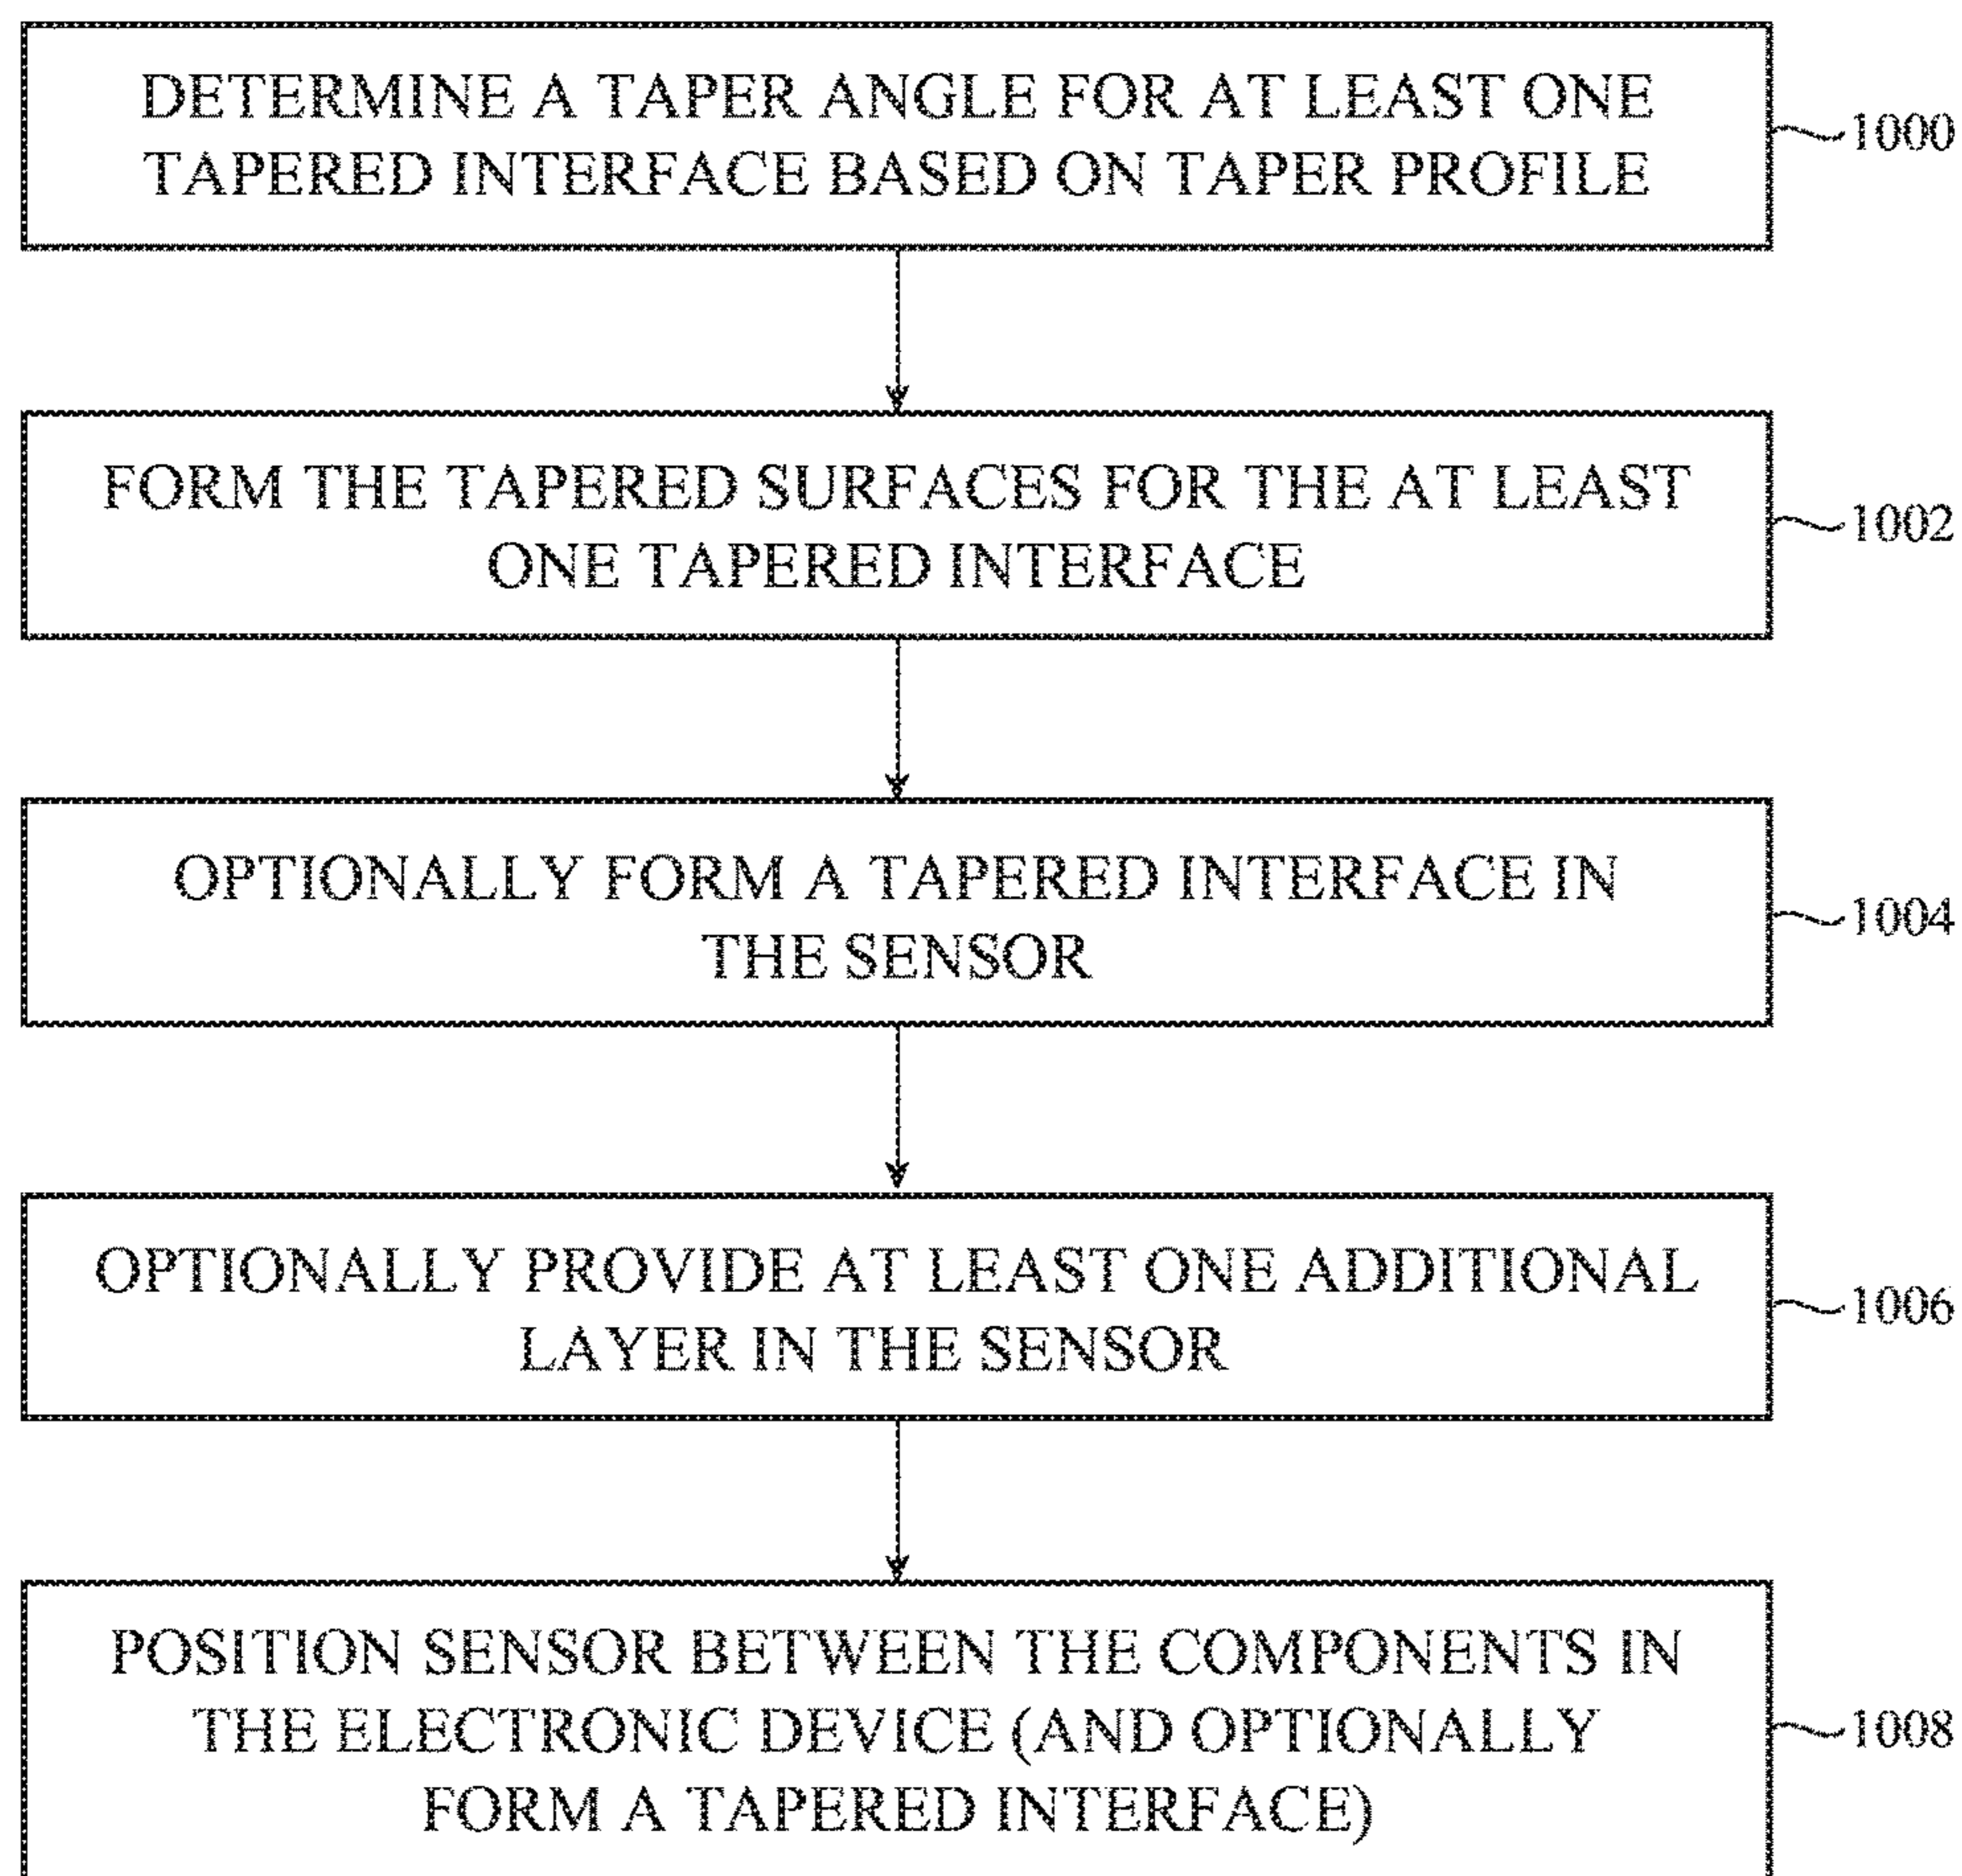 DETERMINE A TAPER ANGLE FOR AT LEAST ONE
TAPERED INTERFACE BASED ON TAPER PROFILE
1000
FORM THE TAPERED SURFACES FOR THE AT LEAST
ONE TAPERED INTERFACE
1002
OPTIONALLY FORM A TAPERED INTERFACE IN
THE SENSOR
1004
OPTIONALLY PROVIDE AT LEAST ONE ADDITIONAL
LAYER IN THE SENSOR
1006
POSITION SENSOR BETWEEN THE COMPONENTS IN
THE ELECTRONIC DEVICE (AND OPTIONALLY
FORM A TAPERED INTERFACE)
1008